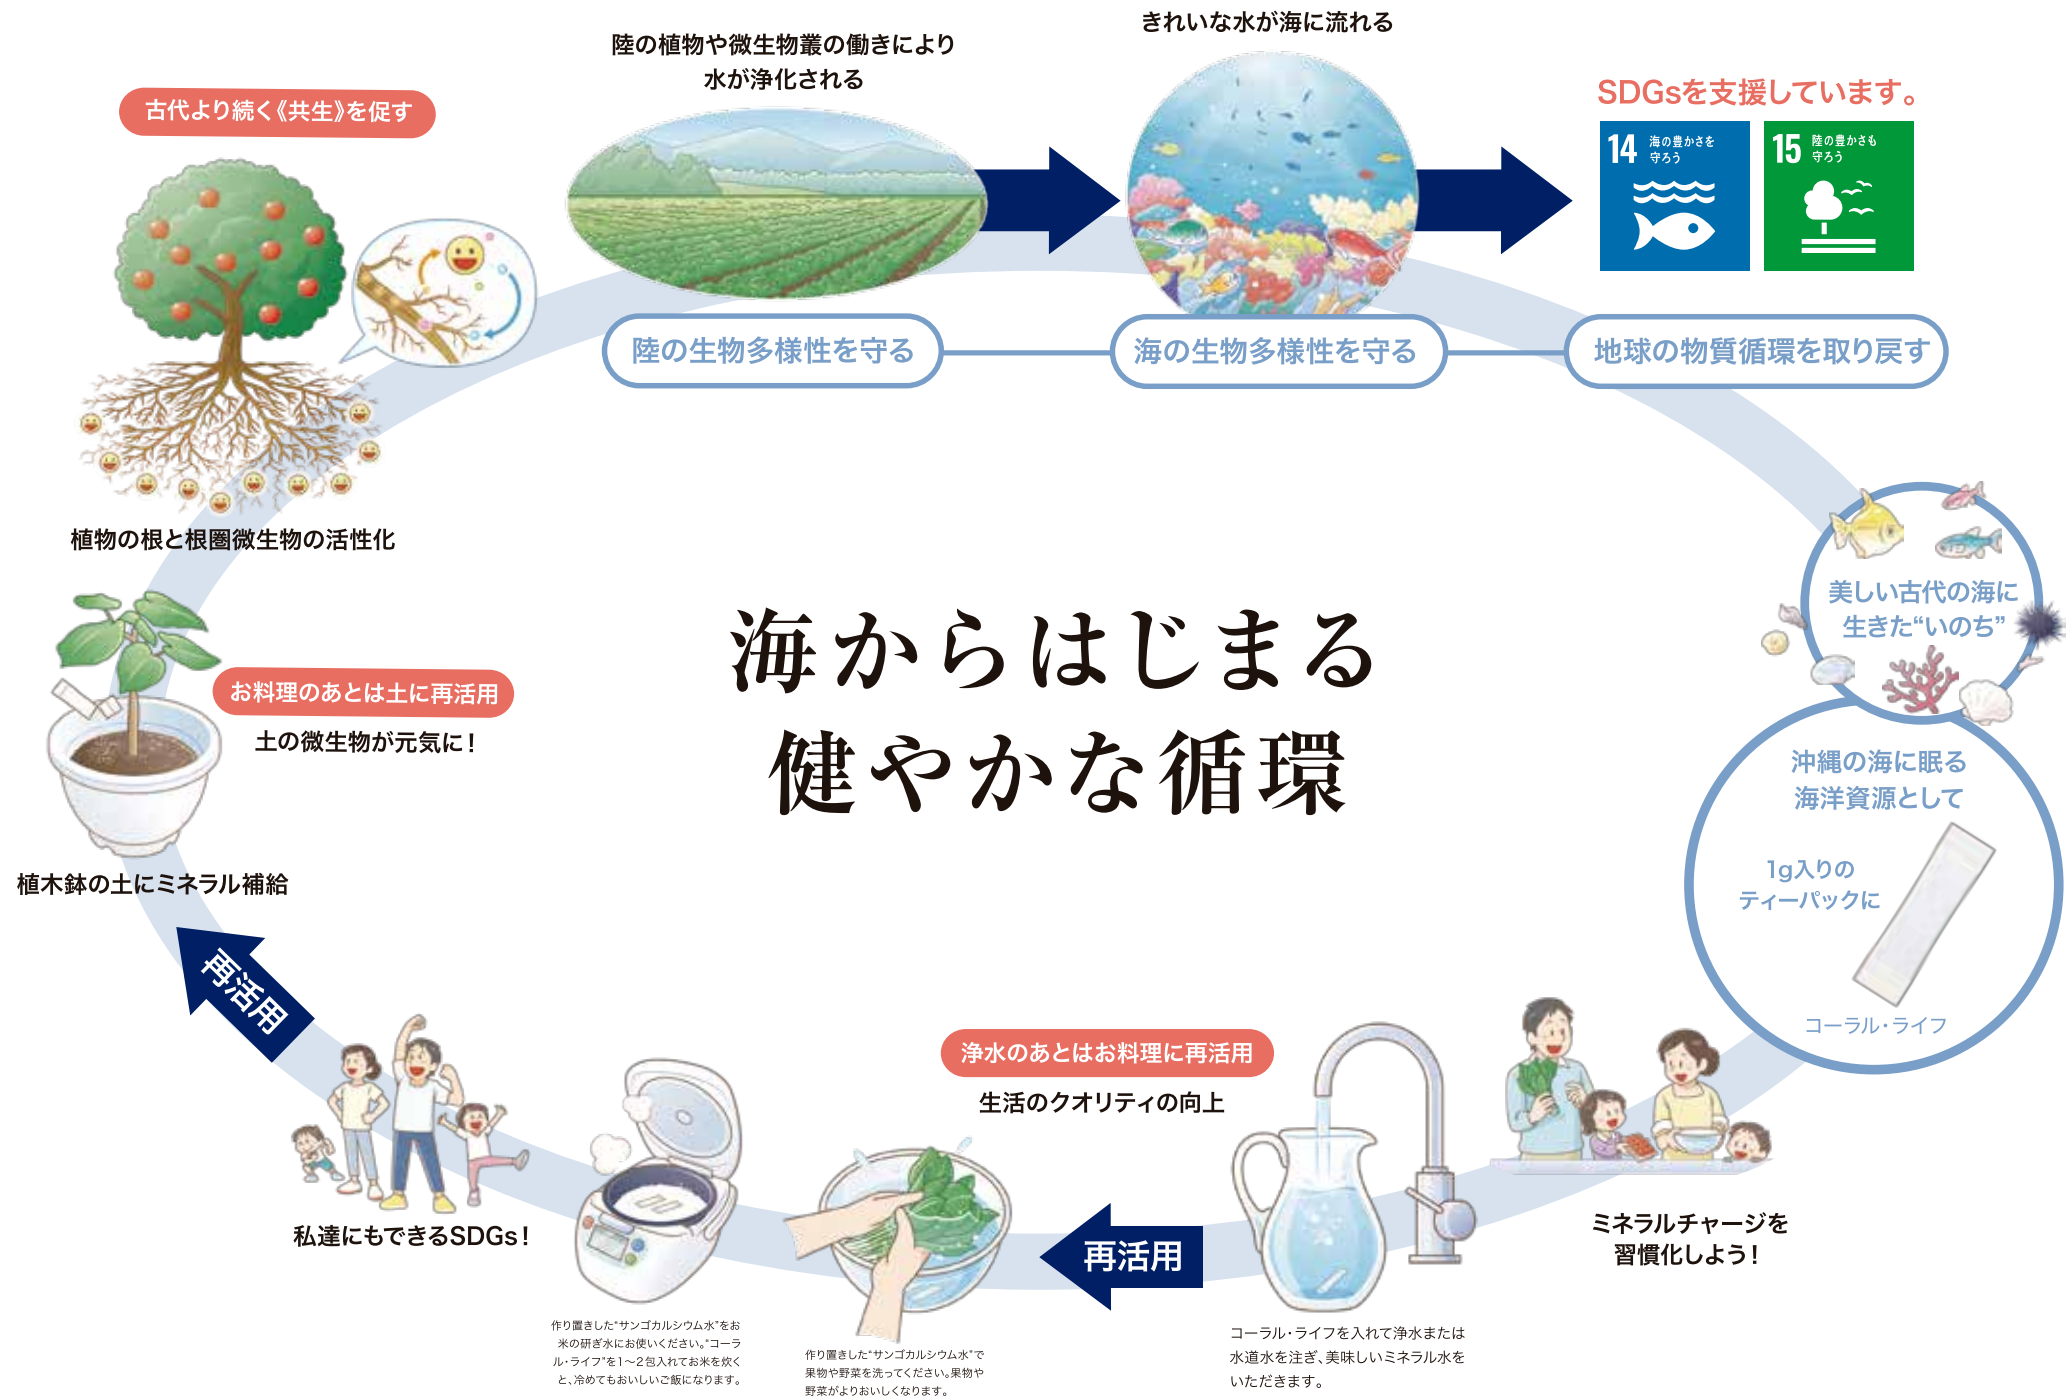 きれいな水が海に流れる
陸の植物や微生物叢の働きにより
水が浄化される
古代より続く《共生》を促す
SDGsを支援しています。
14 海の豊かさを
守ろう
15 陸の豊かさも
守ろう
陸の生物多様性を守る
海の生物多様性を守る
地球の物質循環を取り戻す
植物の根と根圏微生物の活性化
美しい古代の海に
生きた“いのち”
海からはじまる
健やかな循環
お料理のあとは土に再活用
土の微生物が元気に！
沖縄の海に眠る
海洋資源として
1g入りの
ティーパックに
コーラル・ライフ
植木鉢の土にミネラル補給
再活用
浄水のあとはお料理に再活用
生活のクオリティの向上
私達にもできるSDGs！
再活用
ミネラルチャージを
習慣化しよう！
作り置きした“サンゴカルシウム水”をお
米の研ぎ水にお使いください。“コーラ
ル・ライフ”を1〜2包入れてお米を炊く
と、冷めてもおいしいご飯になります。
作り置きした“サンゴカルシウム水”で
果物や野菜を洗ってください。果物や
野菜がよりおいしくなります。
コーラル・ライフを入れて浄水または
水道水を注ぎ、美味しいミネラル水を
いただきます。